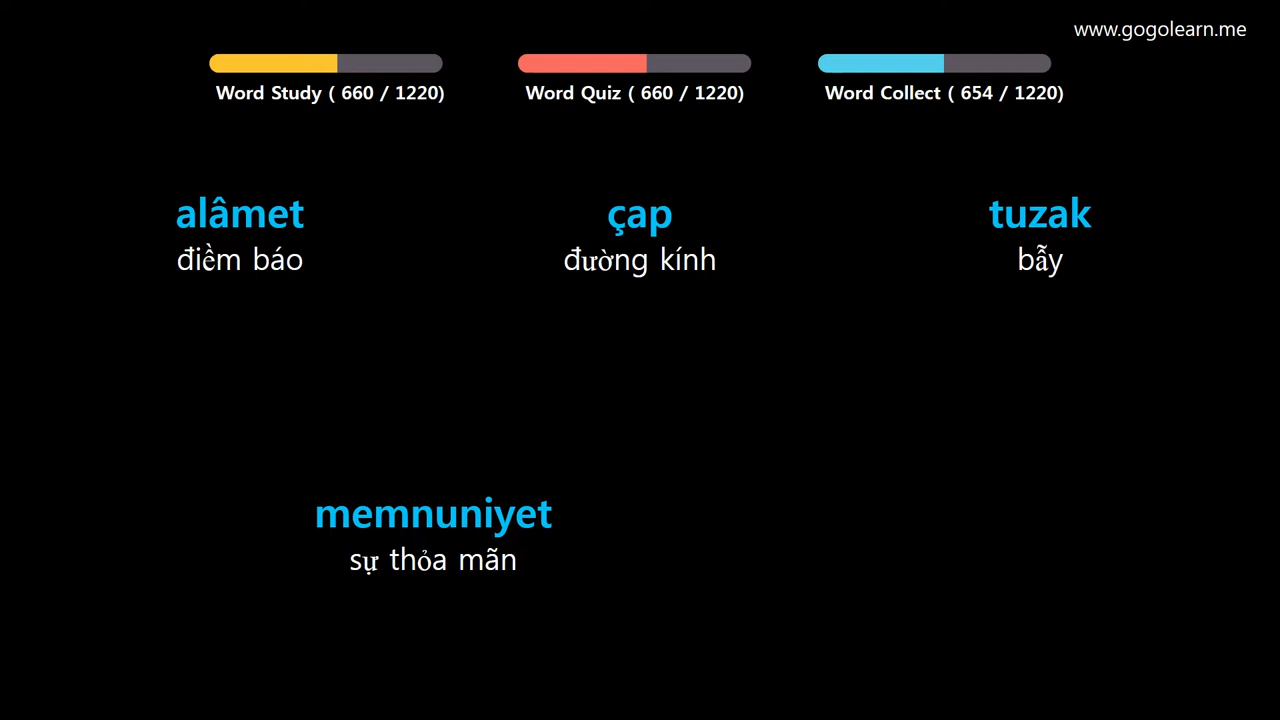 www.gogolearn.me
Word Study ( 660 / 1220)
Word Quiz ( 660 / 1220)
Word Collect ( 654 / 1220)
alâmet
điềm báo
çap
đường kính
tuzak
bẫy
memnuniyet
sự thỏa mãn